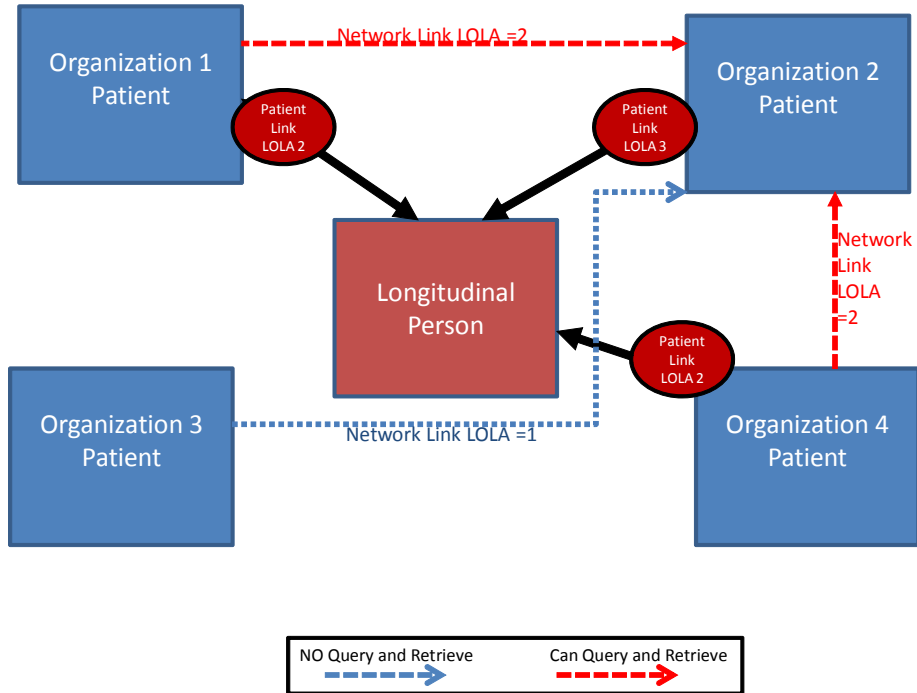 Network Link LOLA =2
Organization 1
Patient
Organization 2
Patient
Patient
Link
LOLA 2
Patient
Link
LOLA 3
Network
Link
LOLA
=2
Longitudinal
Person
Patient
Link
LOLA 2
Organization 3
Patient
Network Link LOLA =1
Organization 4
Patient
NO Query and Retrieve
Can Query and Retrieve